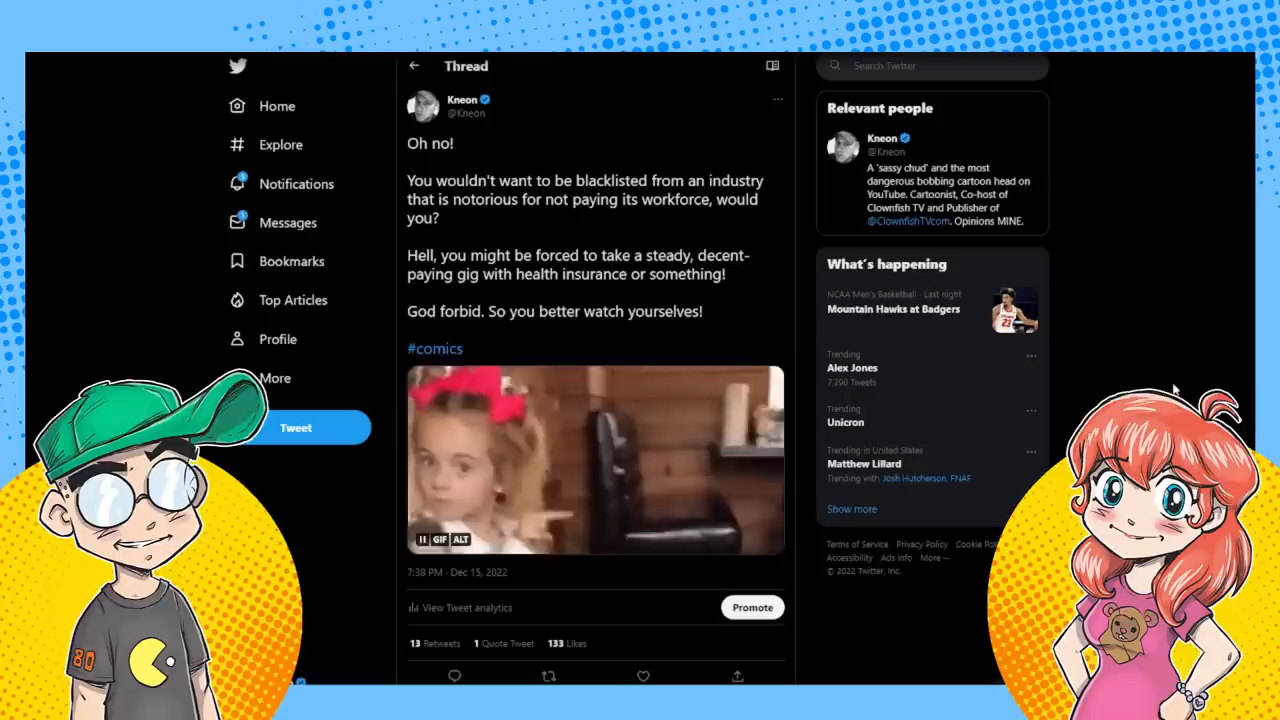 Home
Explore
5
Notifications
1
Messages
Bookmarks
Top Articles
Profile
More
Tweet
Thread
Kneon
@Kneon
Oh no!
You wouldn't want to be blacklisted from an industry
that is notorious for not paying its workforce, would
you?
Hell, you might be forced to take a steady, decent-
paying gig with health insurance or something!
God forbid. So you better watch yourselves!
#comics
GIF ALT
7:38 PM · Dec 15, 2022
View Tweet analytics
Promote
13 Retweets 1 Quote Tweet 133 Likes
Search Twitter
Relevant people
Kneon
@Kneon
A 'sassy chud' and the most
dangerous bobbing cartoon head on
YouTube. Cartoonist, Co-host of
Clownfish TV and Publisher of
@ClownfishTVcom. Opinions MINE.
What's happening
NCAA Men's Basketball · Last night
Mountain Hawks at Badgers
23
Trending
Alex Jones
7,390 Tweets
Trending
Unicron
Trending in United States
Matthew Lillard
Trending with Josh Hutcherson, FNAF
Show more
Terms of Service Privacy Policy Cookie
Accessibility Ads info More
© 2022 Twitter, Inc.
80